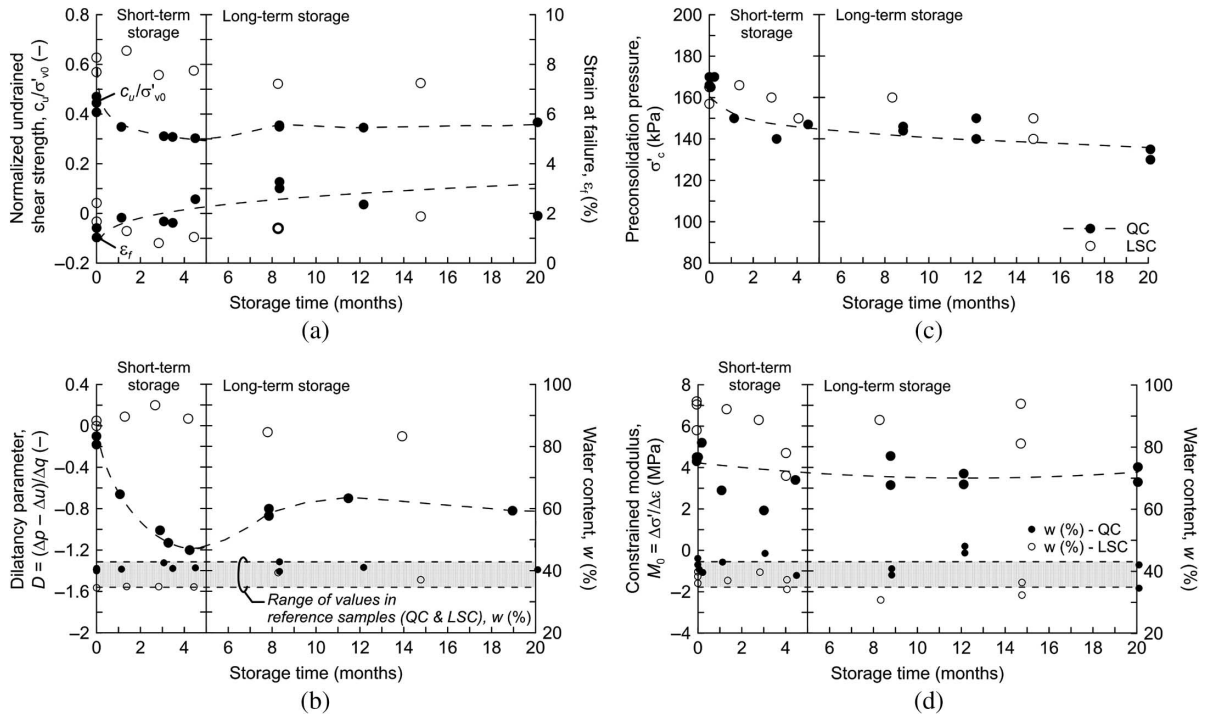 Short-term
storage
Long-term storage
Normalized undrained
shear strength, cu/σ'v0 (–)
0.8
0.6
0.4
0.2
0
–0.2
cu/σ'v0
εf
10
8
6
4
2
0
Strain at
failure, εf (%)
0 2 4 6 8 10 12 14 16 18 20
Storage time (months)
(a)
Short-term
storage
Long-term storage
Preconsolidation pressure,
σ'c (kPa)
200
180
160
140
120
100
80
QC
LSC
0 2 4 6 8 10 12 14 16 18 20
Storage time (months)
(c)
Short-term
storage
Long-term storage
Dilatancy parameter,
D = (Δp – Δu)/Δq (–)
0.4
0
–0.4
–0.8
–1.2
–1.6
–2
Range of values in
reference samples (QC & LSC), w (%)
100
80
60
40
20
Water content, w (%)
0 2 4 6 8 10 12 14 16 18 20
Storage time (months)
(b)
Short-term
storage
Long-term storage
Constrained modulus,
M0 = Δσ'/Δε (MPa)
8
6
4
2
0
–2
–4
w (%) - QC
w (%) - LSC
100
80
60
40
20
Water content, w (%)
0 2 4 6 8 10 12 14 16 18 20
Storage time (months)
(d)